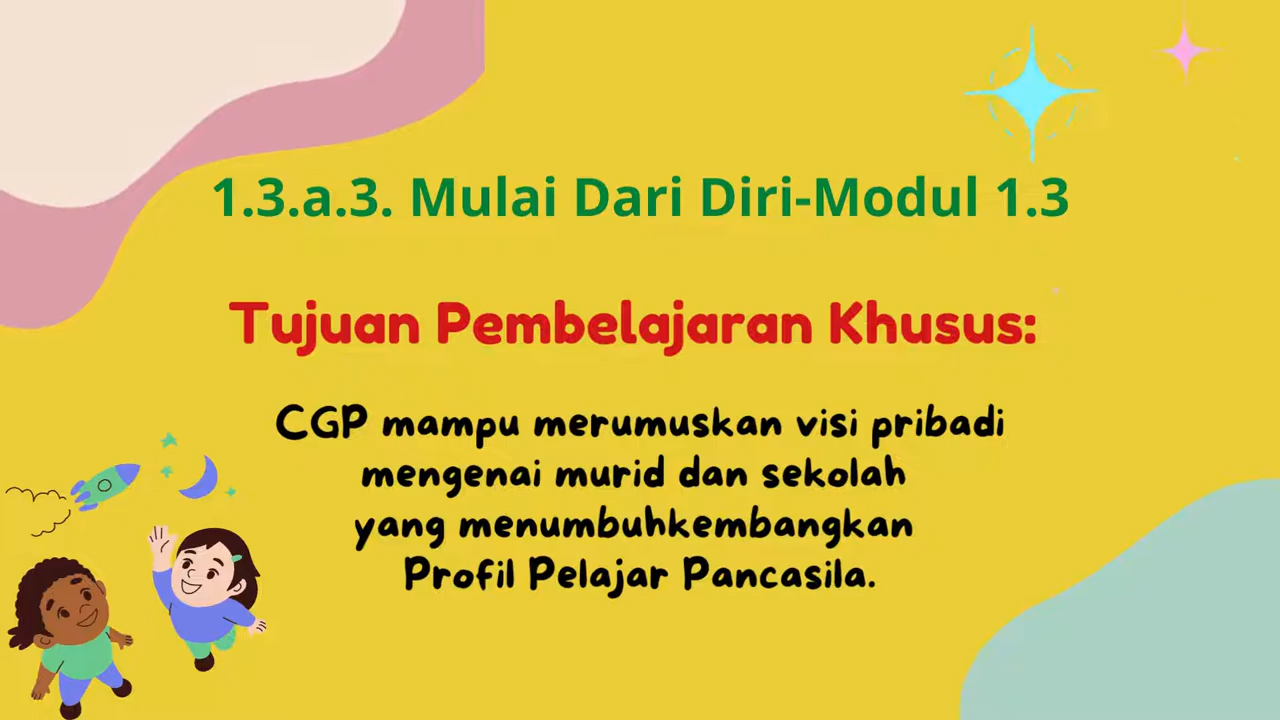 1.3.a.3. Mulai Dari Diri-Modul 1.3
Tujuan Pembelajaran Khusus:
CGP mampu merumuskan visi pribadi
mengenai murid dan sekolah
yang menumbuhkembangkan
Profil Pelajar Pancasila.